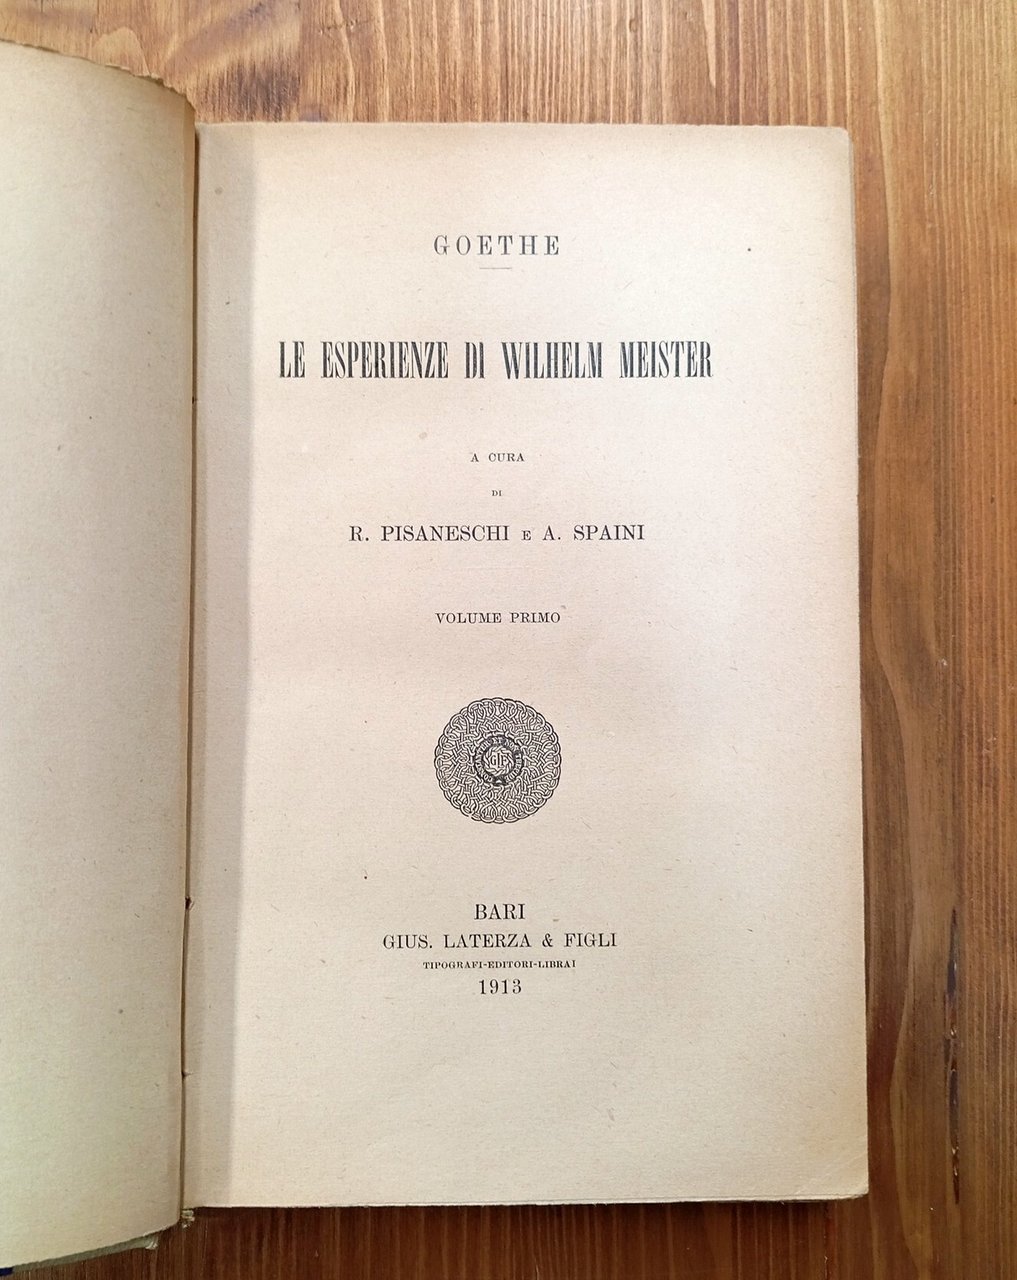 GOETHE
LE ESPERIENZE DI WILHELM MEISTER
A CURA
DI
R. PISANESCHI E A. SPAINI
VOLUME PRIMO
GLF
BARI
GIUS. LATERZA & FIGLI
TIPOGRAFI-EDITORI-LIBRAI
1913